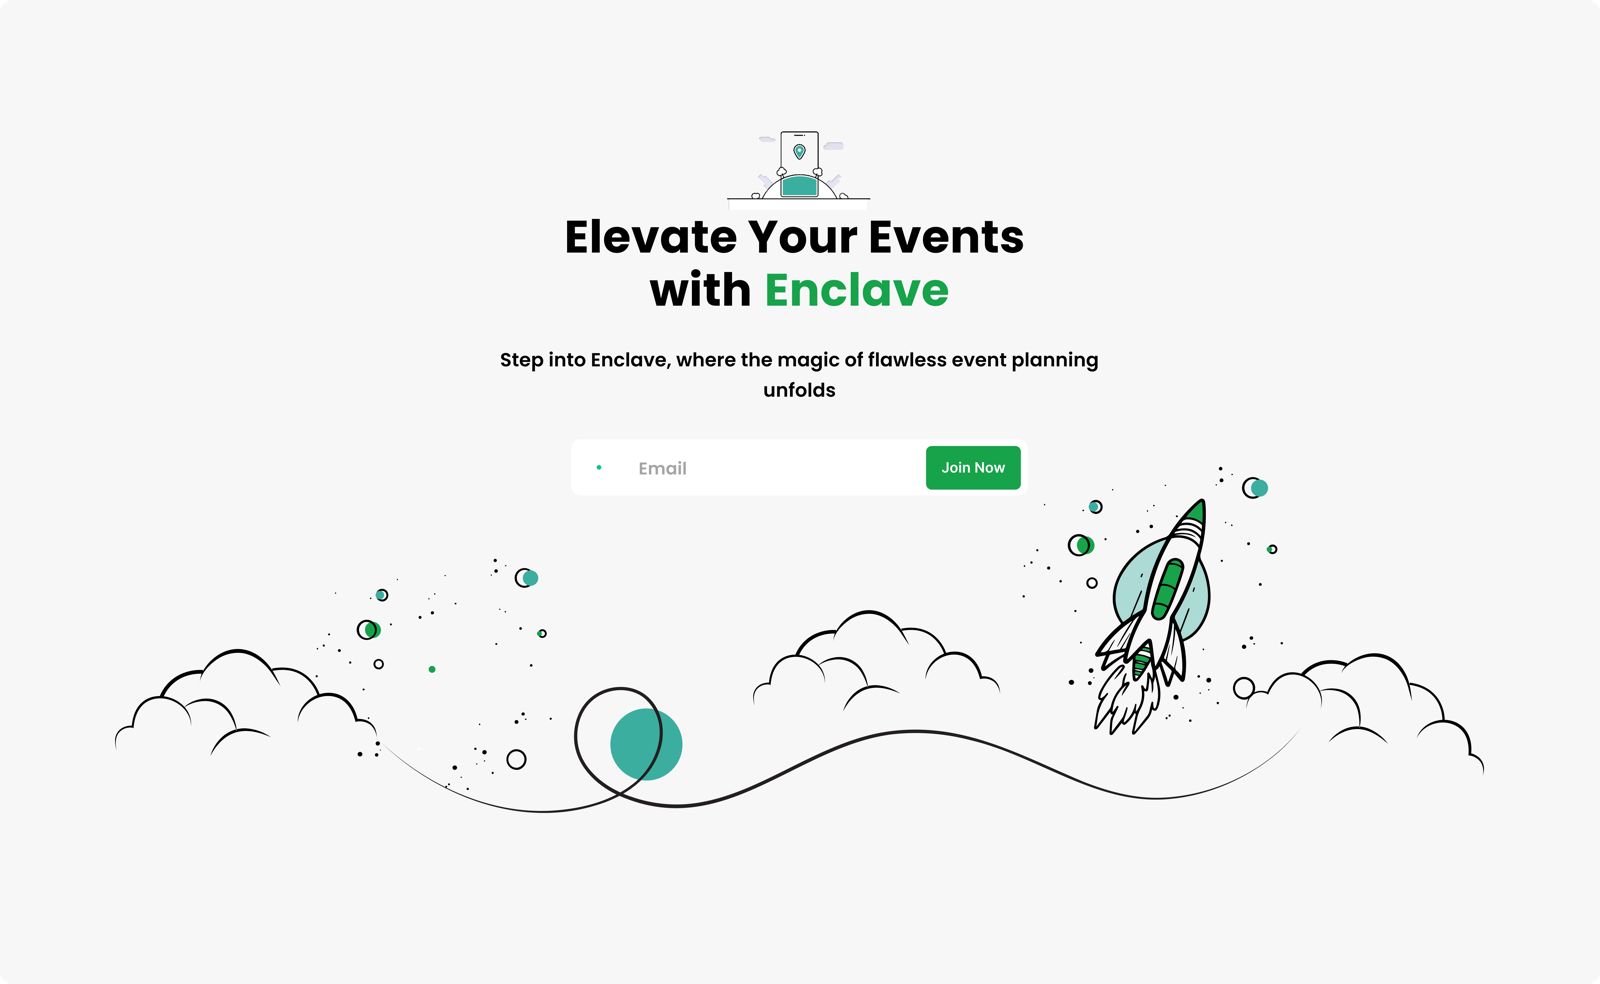 Elevate Your Events
with Enclave
Step into Enclave, where the magic of flawless event planning
unfolds
Email
Join Now